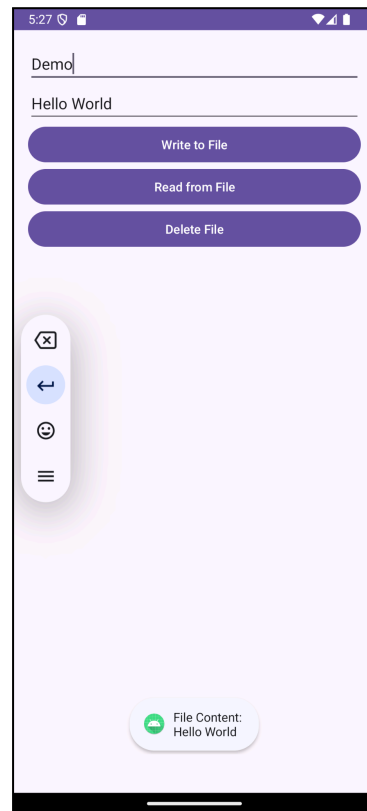 5:27
Demo
Hello World
Write to File
Read from File
Delete File
File Content:
Hello World